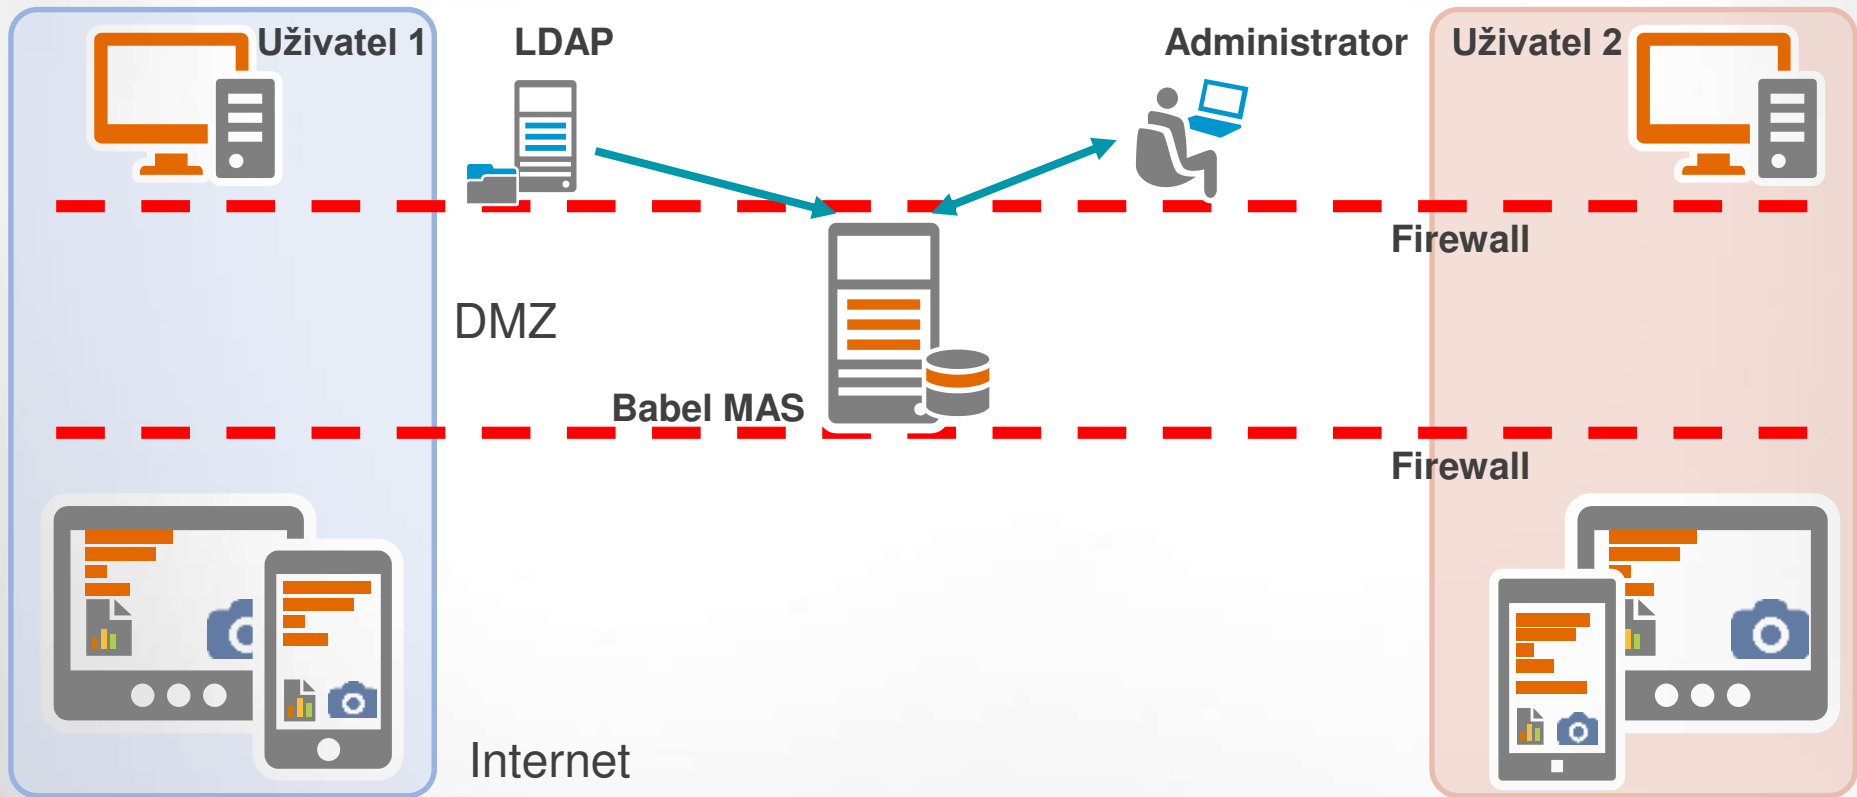 Uživatel 1
LDAP
Administrator
Uživatel 2
Firewall
DMZ
Babel MAS
Firewall
Internet